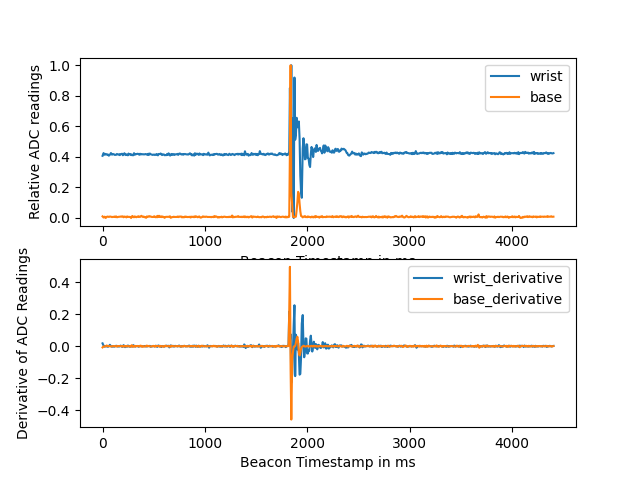 1.0
0.8
0.6
0.4
0.2
0.0
Relative ADC readings
wrist
base
0 1000 2000 3000 4000
Beacon Timestamp in ms
0.4
0.2
0.0
−0.2
−0.4
Derivative of ADC Readings
wrist_derivative
base_derivative
0 1000 2000 3000 4000
Beacon Timestamp in ms